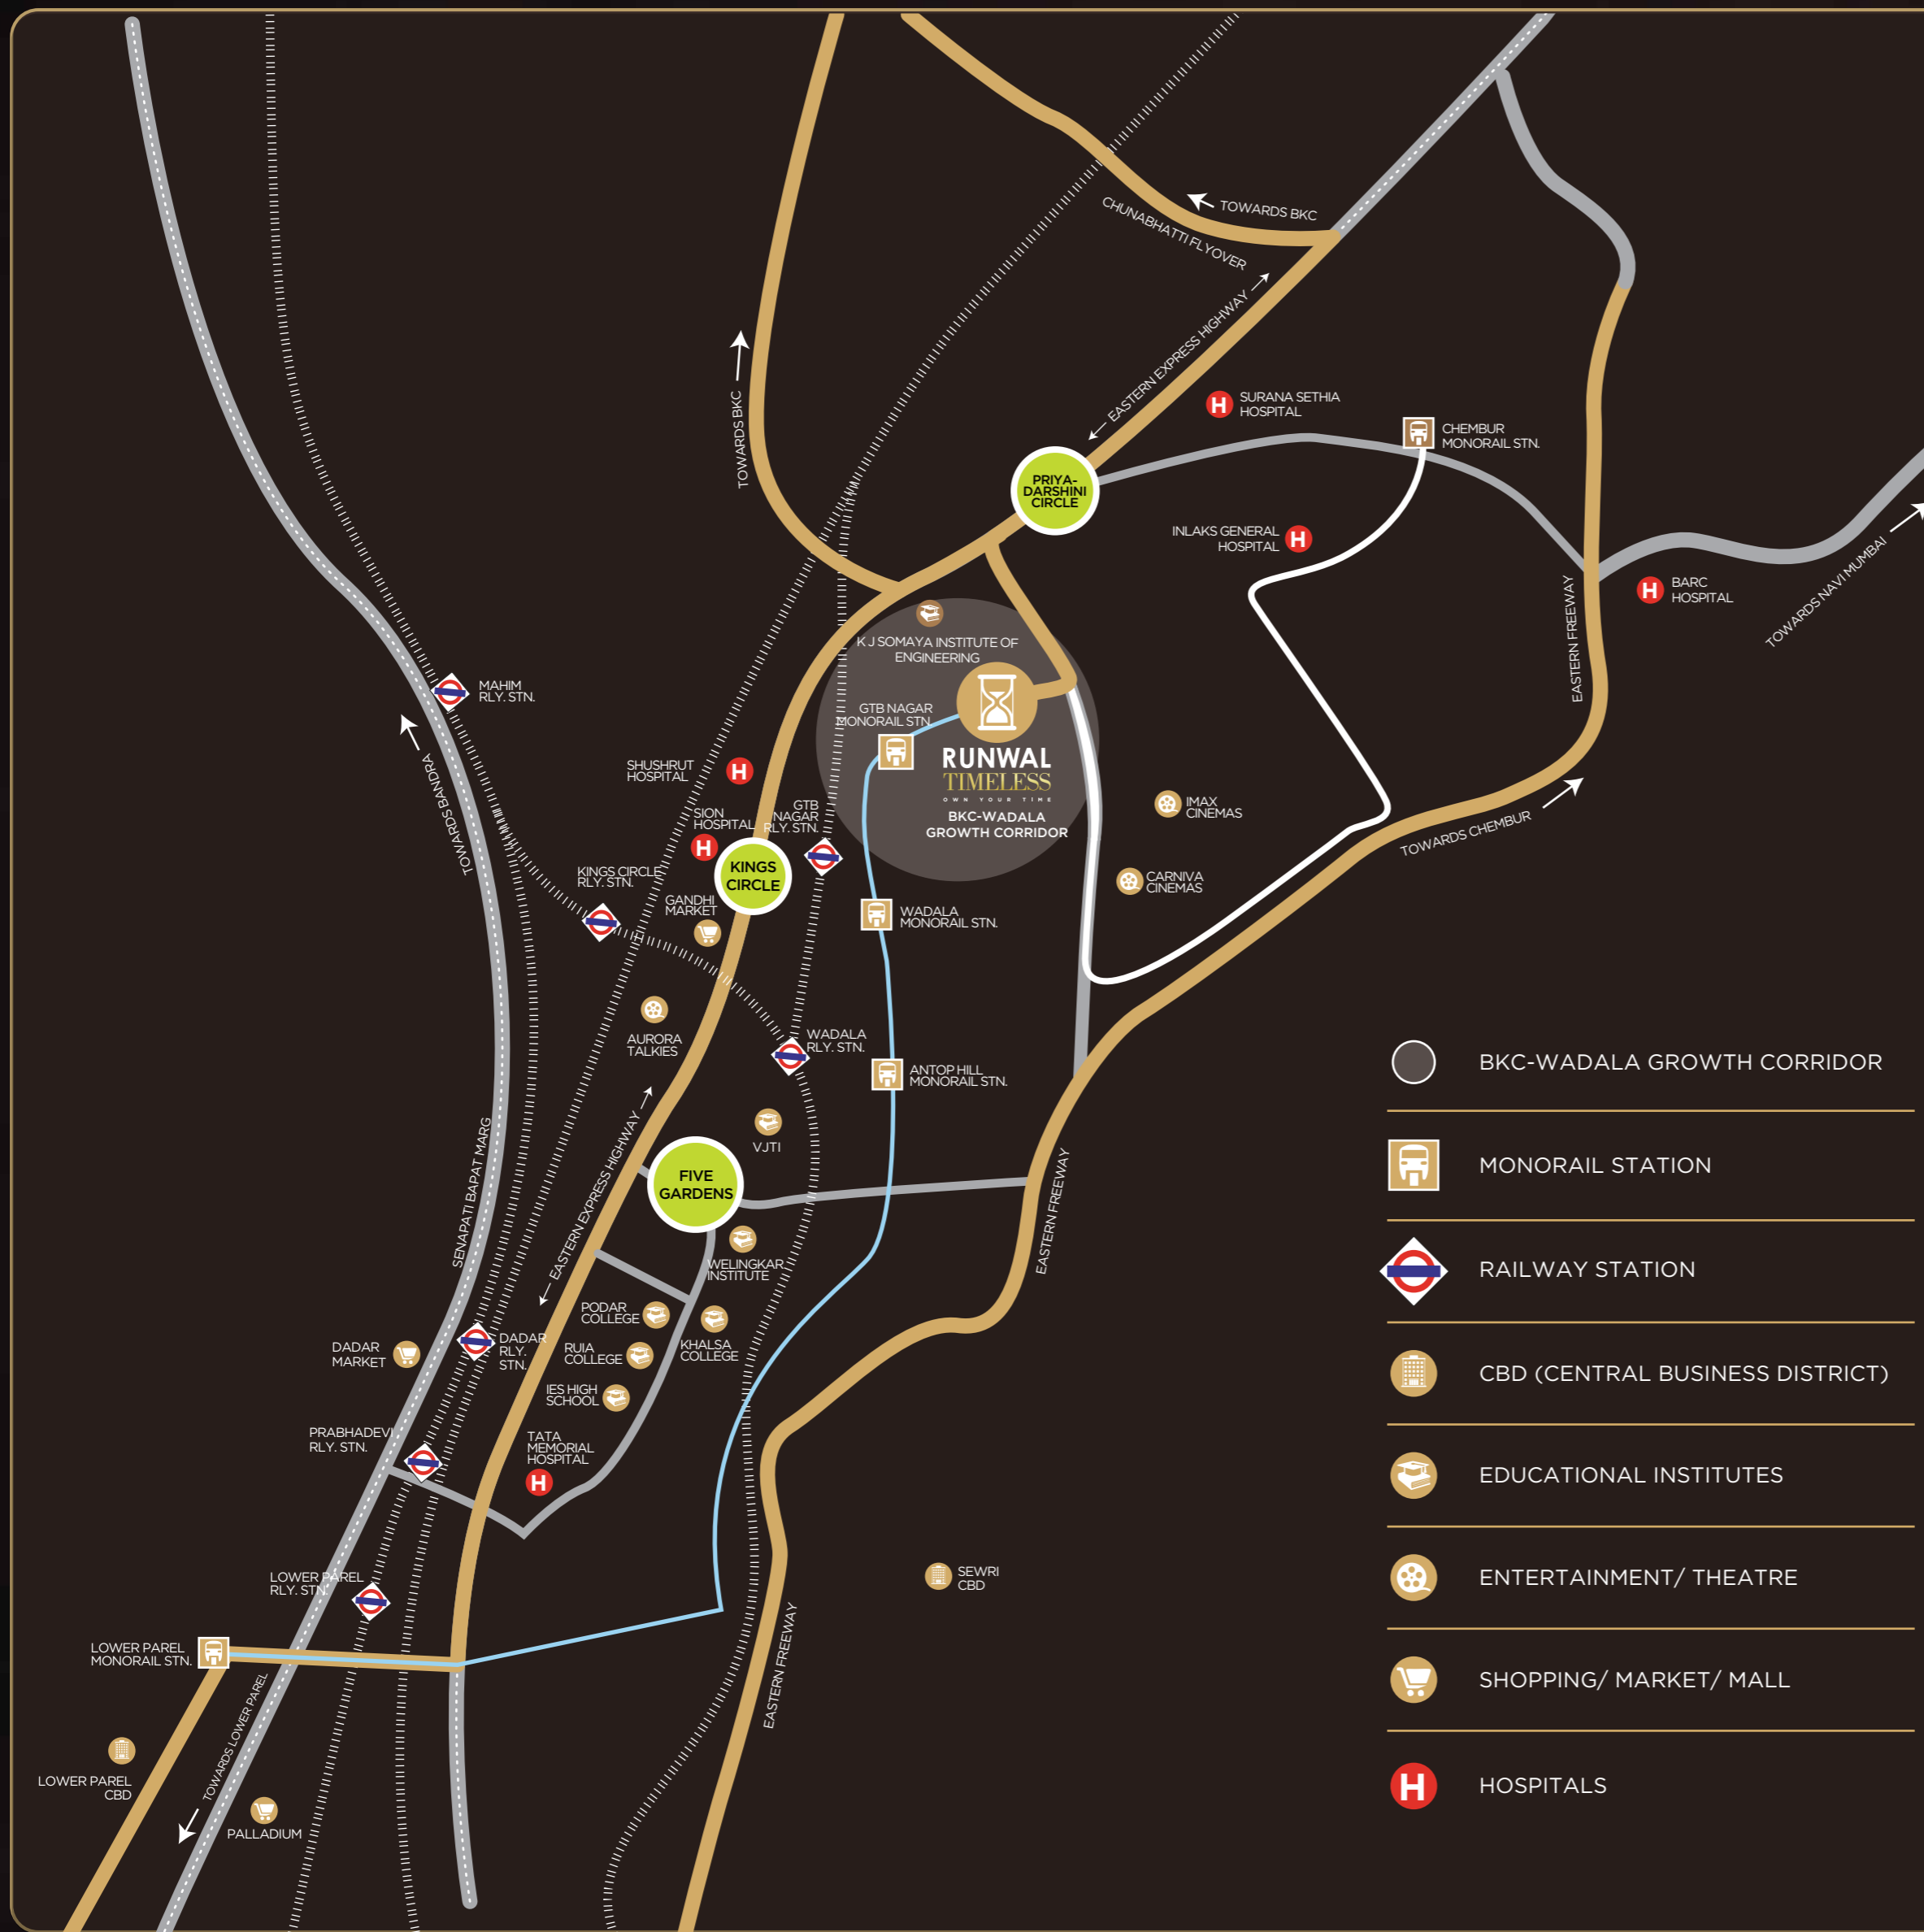 TOWARDS BKC
CHUNABHATTI FLYOVER
EASTERN EXPRESS HIGHWAY
TOWARDS BKC
SURANA SETHIA
HOSPITAL
CHEMBUR
MONORAIL STN.
PRIYA-
DARSHINI
CIRCLE
INLAKS GENERAL
HOSPITAL
H
BARC
HOSPITAL
TOWARDS NAVI MUMBAI
EASTERN FREEWAY
K J SOMAYA INSTITUTE OF
ENGINEERING
MAHIM
RLY. STN.
TOWARDS BANDRA
GTB NAGAR
MONORAIL STN.
RUNWAL
TIMELESS
OWN YOUR TIME
BKC-WADALA
GROWTH CORRIDOR
SHUSHRUT
HOSPITAL
SION
HOSPITAL
GTB
NAGAR
RLY. STN.
IMAX
CINEMAS
TOWARDS CHEMBUR
KINGS CIRCLE
RLY. STN.
KINGS
CIRCLE
CARNIVA
CINEMAS
GANDHI
MARKET
WADALA
MONORAIL STN.
AURORA
TALKIES
WADALA
RLY. STN.
ANTOP HILL
MONORAIL STN.
SENAPATI BAPAT MARG
EASTERN EXPRESS HIGHWAY
VJTI
FIVE
GARDENS
EASTERN FREEWAY
WELINGKAR
INSTITUTE
PODAR
COLLEGE
KHALSA
COLLEGE
RUIA
COLLEGE
DADAR
MARKET
DADAR
RLY.
STN.
IES HIGH
SCHOOL
PRABHADEVI
RLY. STN.
TATA
MEMORIAL
HOSPITAL
SEWRI
CBD
LOWER PAREL
RLY. STN.
LOWER PAREL
MONORAIL STN.
TOWARDS LOWER PAREL
EASTERN FREEWAY
LOWER PAREL
CBD
PALLADIUM
BKC-WADALA GROWTH CORRIDOR
MONORAIL STATION
RAILWAY STATION
CBD (CENTRAL BUSINESS DISTRICT)
EDUCATIONAL INSTITUTES
ENTERTAINMENT/ THEATRE
SHOPPING/ MARKET/ MALL
H HOSPITALS